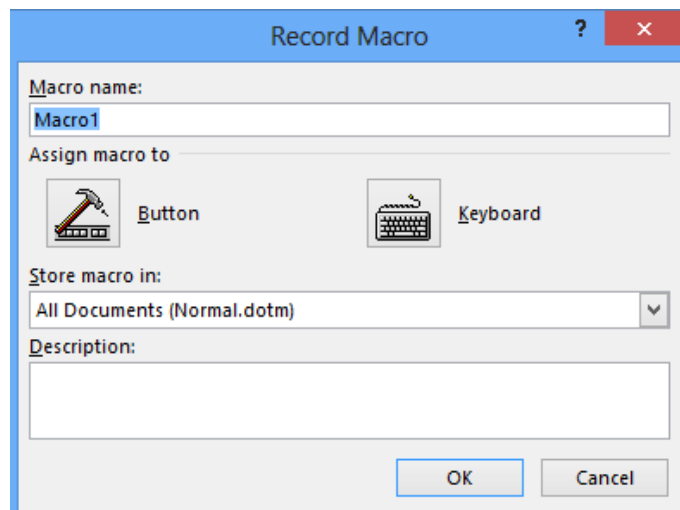 Record Macro
?
Macro name:
Macro1
Assign macro to
Button
Keyboard
Store macro in:
All Documents (Normal.dotm)
Description:
OK
Cancel